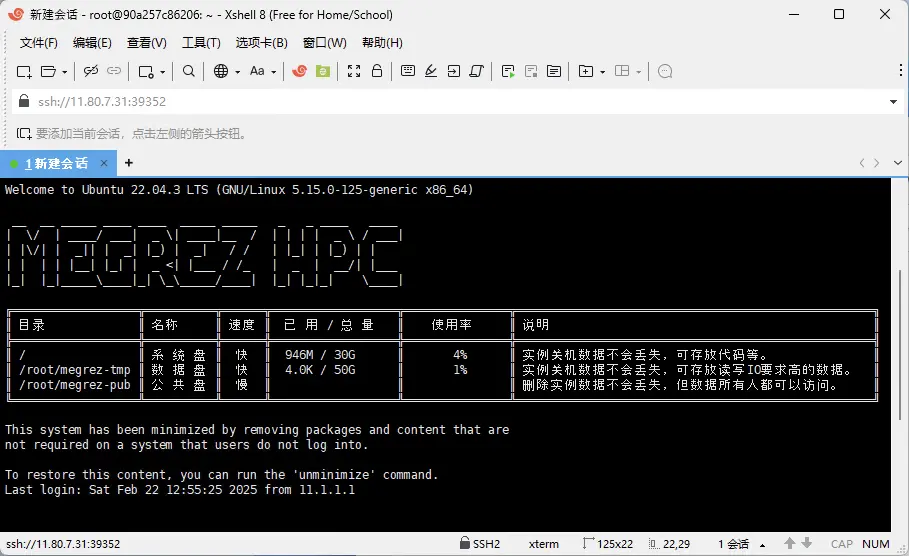 新建会话 - root@90a257c86206: ~ - Xshell 8 (Free for Home/School)
文件(F) 编辑(E) 查看(V) 工具(T) 选项卡(B) 窗口(W) 帮助(H)
Aa
ssh://11.80.7.31:39352
要添加当前会话，点击左侧的箭头按钮。
1 新建会话 × +
Welcome to Ubuntu 22.04.3 LTS (GNU/Linux 5.15.0-125-generic x86_64)
MEGREZ HPC
目录 名称 速度 已 用 / 总 量 使用率 说明
/ 系 统 盘 快 946M / 30G 4% 实例关机数据不会丢失，可存放代码等。
/root/megrez-tmp 数 据 盘 快 4.0K / 50G 1% 实例关机数据不会丢失，可存放读写IO要求高的数据。
/root/megrez-pub 公 共 盘 慢 删除实例数据不会丢失，但数据所有人都可以访问。
This system has been minimized by removing packages and content that are
not required on a system that users do not log into.
To restore this content, you can run the 'unminimize' command.
Last login: Sat Feb 22 12:55:25 2025 from 11.1.1.1
ssh://11.80.7.31:39352 SSH2 xterm 125x22 22,29 1 会话 CAP NUM